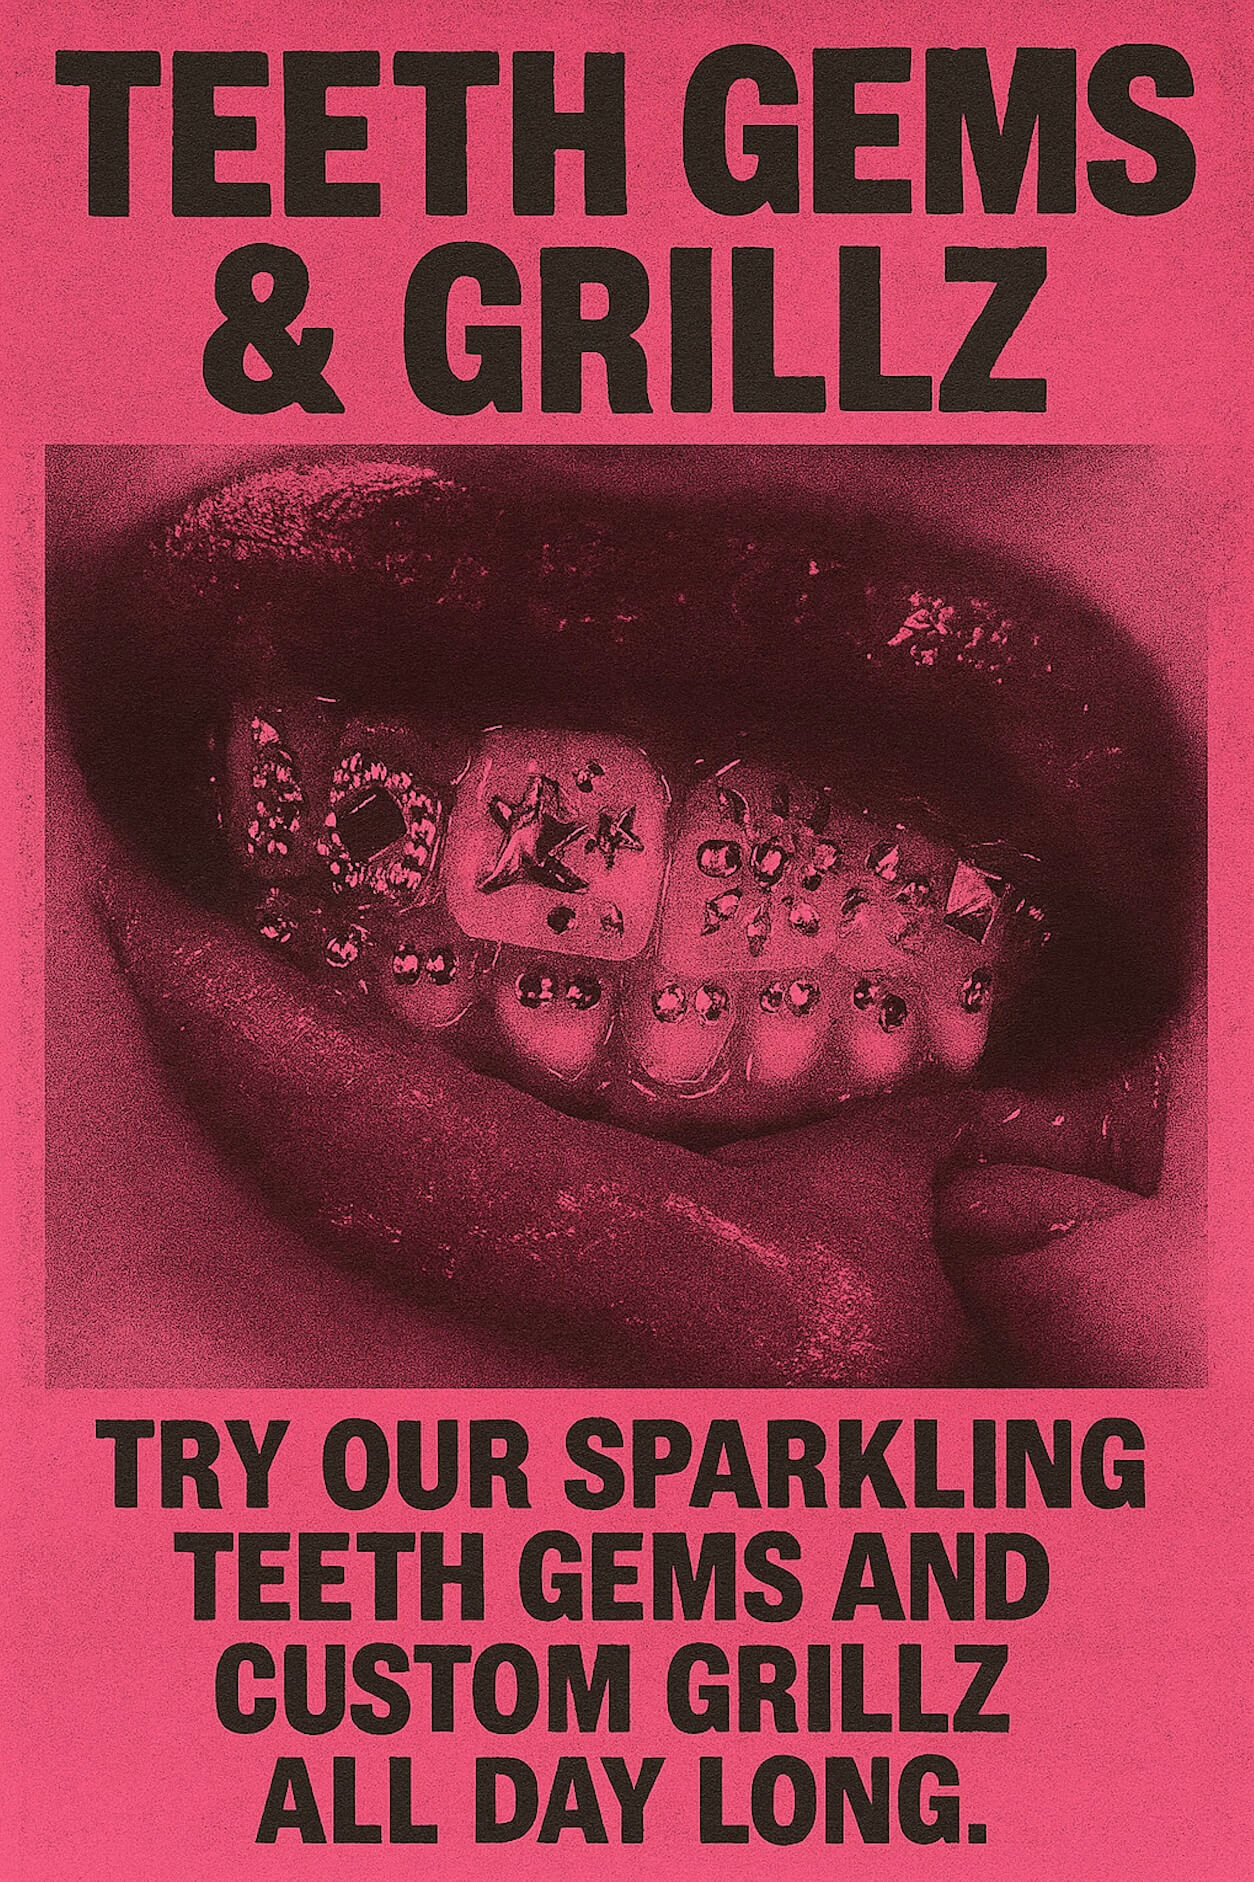 TEETH GEMS
& GRILLZ
TRY OUR SPARKLING
TEETH GEMS AND
CUSTOM GRILLZ
ALL DAY LONG.